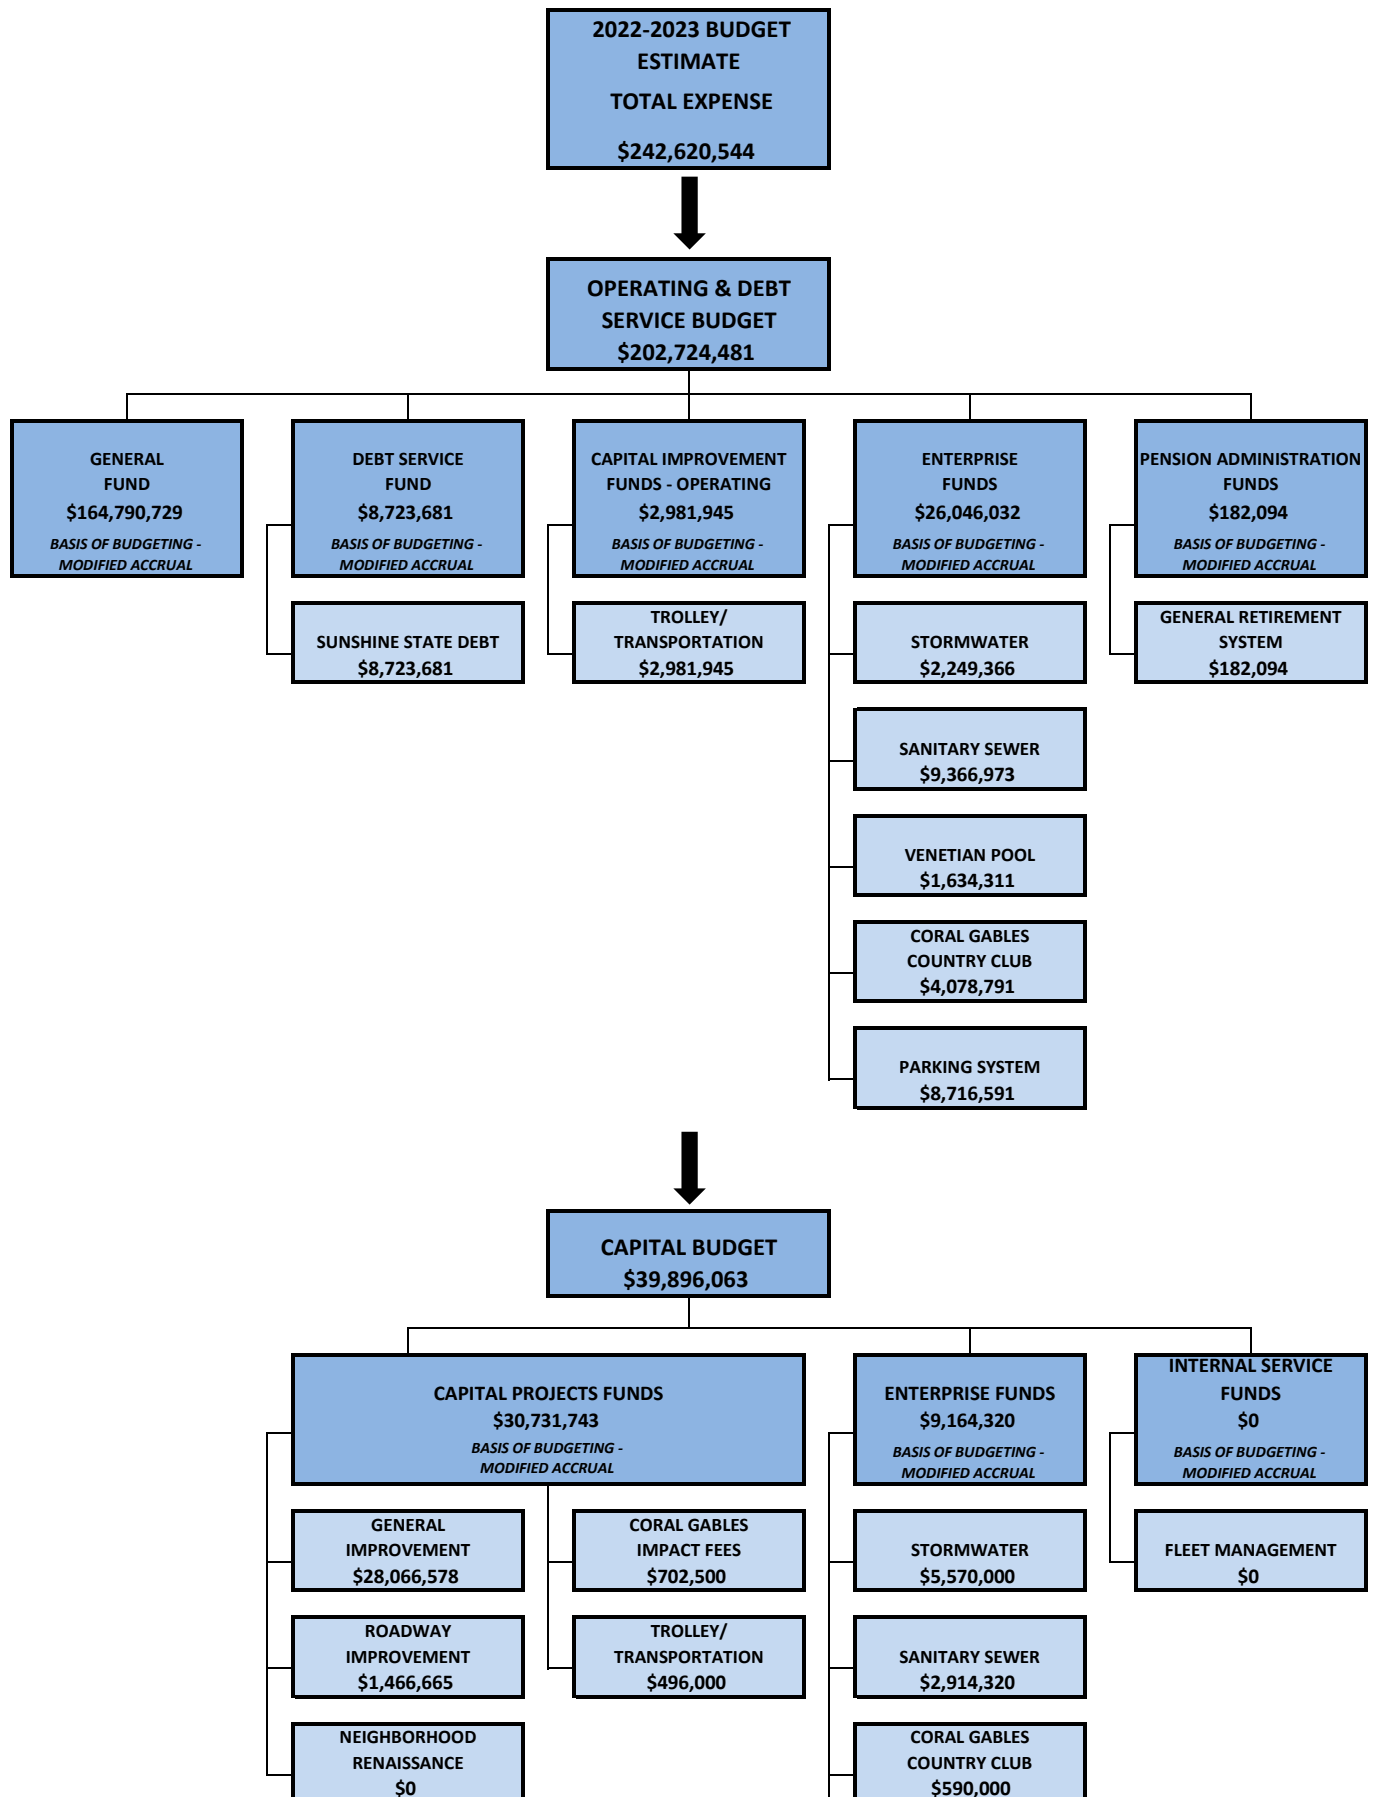 2022-2023 BUDGET
ESTIMATE
TOTAL EXPENSE
$242,620,544
OPERATING & DEBT
SERVICE BUDGET
$202,724,481
GENERAL
FUND
$164,790,729
BASIS OF BUDGETING -
MODIFIED ACCRUAL
DEBT SERVICE
FUND
$8,723,681
BASIS OF BUDGETING -
MODIFIED ACCRUAL
CAPITAL IMPROVEMENT
FUNDS - OPERATING
$2,981,945
BASIS OF BUDGETING -
MODIFIED ACCRUAL
ENTERPRISE
FUNDS
$26,046,032
BASIS OF BUDGETING -
MODIFIED ACCRUAL
PENSION ADMINISTRATION
FUNDS
$182,094
BASIS OF BUDGETING -
MODIFIED ACCRUAL
SUNSHINE STATE DEBT
$8,723,681
TROLLEY/
TRANSPORTATION
$2,981,945
STORMWATER
$2,249,366
GENERAL RETIREMENT
SYSTEM
$182,094
SANITARY SEWER
$9,366,973
VENETIAN POOL
$1,634,311
CORAL GABLES
COUNTRY CLUB
$4,078,791
PARKING SYSTEM
$8,716,591
CAPITAL BUDGET
$39,896,063
CAPITAL PROJECTS FUNDS
$30,731,743
BASIS OF BUDGETING -
MODIFIED ACCRUAL
ENTERPRISE FUNDS
$9,164,320
BASIS OF BUDGETING -
MODIFIED ACCRUAL
INTERNAL SERVICE
FUNDS
$0
BASIS OF BUDGETING -
MODIFIED ACCRUAL
GENERAL
IMPROVEMENT
$28,066,578
CORAL GABLES
IMPACT FEES
$702,500
STORMWATER
$5,570,000
FLEET MANAGEMENT
$0
ROADWAY
IMPROVEMENT
$1,466,665
TROLLEY/
TRANSPORTATION
$496,000
SANITARY SEWER
$2,914,320
NEIGHBORHOOD
RENAISSANCE
$0
CORAL GABLES
COUNTRY CLUB
$590,000